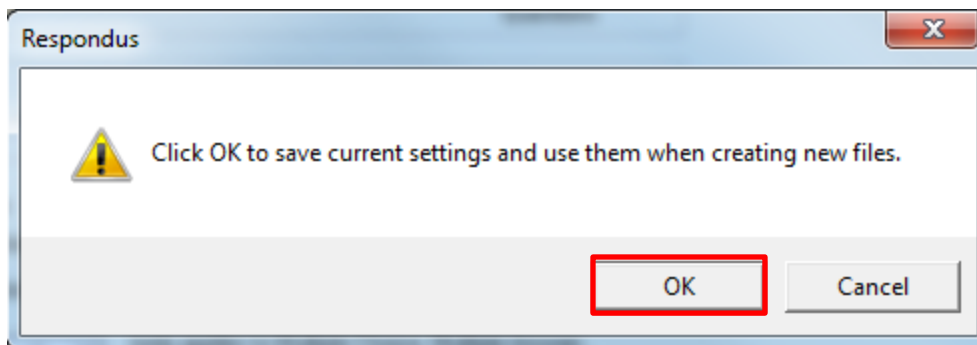 Respondus
Click OK to save current settings and use them when creating new files.
OK
Cancel